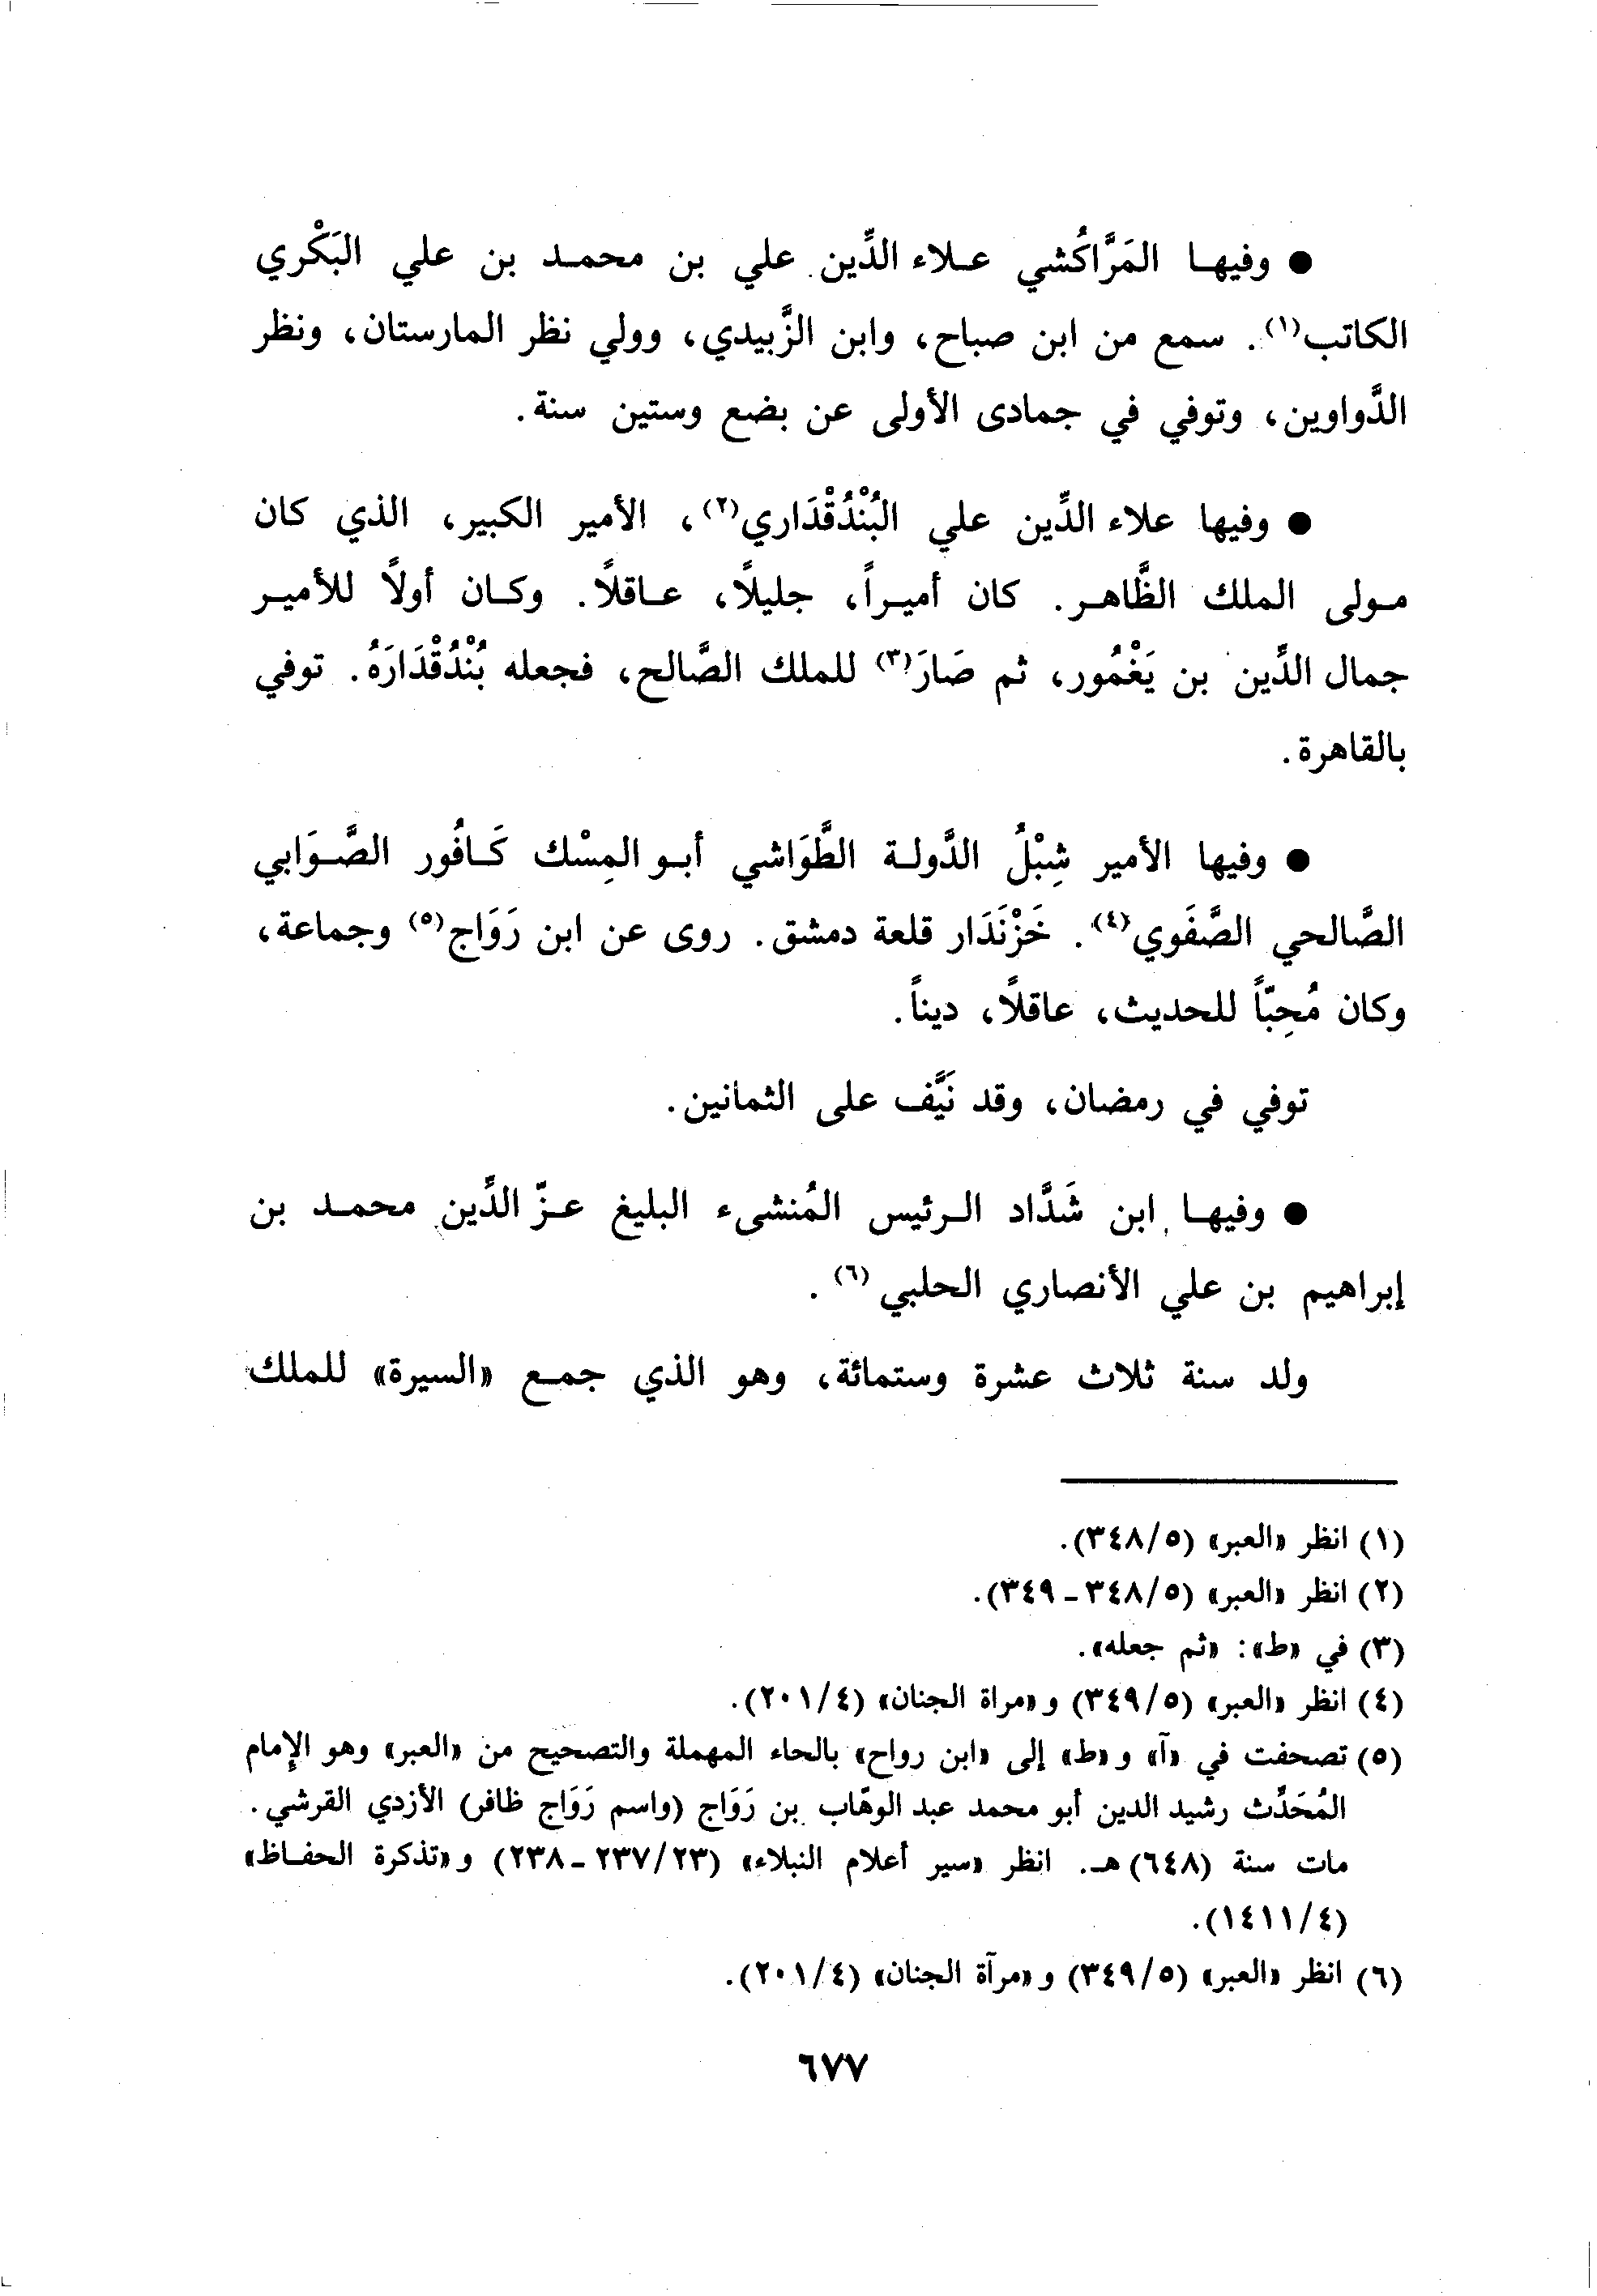 ● وفيها المَرَّاكُشي علاء الدِّين علي بن محمد بن علي البَكْري
الكاتب(١). سمع من ابن صباح، وابن الزَّبيدي، وولي نظر المارستان، ونظر
الدَّواوين، وتوفي في جمادى الأولى عن بضع وستين سنة.
● وفيها علاء الدِّين علي البُنْدُقْدَاري(٢)، الأمير الكبير، الذي كان
مولى الملك الظَّاهر. كان أميراً، جليلاً، عاقلاً. وكان أولاً للأمير
جمال الدِّين بن يَغْمُور، ثم صَارَ(٣) للملك الصَّالح، فجعله بُنْدُقْدَارَهُ. توفي
بالقاهرة.
● وفيها الأمير شِبْلُ الدَّولة الطَّوَاشي أبو المِسْك كَافُور الصَّوَابي
الصَّالحي الصَّفَوي(٤). خَزْنَدَار قلعة دمشق. روى عن ابن رَوَاج(٥) وجماعة،
وكان مُحِبّاً للحديث، عاقلاً، ديناً.
توفي في رمضان، وقد نَيَّف على الثمانين.
● وفيها ابن شَدَّاد الرئيس المُنشىء البليغ عزّ الدِّين محمد بن
إبراهيم بن علي الأنصاري الحلبي (٦).
ولد سنة ثلاث عشرة وستمائة، وهو الذي جمع «السيرة» للملك
(١) انظر «العبر» (٣٤٨/٥).
(٢) انظر «العبر» (٣٤٨/٥ - ٣٤٩).
(٣) في «ط»: «ثم جعله».
(٤) انظر «العبر» (٣٤٩/٥) و«مراة الجنان» (٢٠١/٤).
(٥) تصحفت في «آ» و«ط» إلى «ابن رواح» بالحاء المهملة والتصحيح من «العبر» وهو الإمام
المُحَدِّث رشيد الدين أبو محمد عبد الوهَّاب بن رَوَاج (واسم رَوَاج ظافر) الأزدي القرشي.
مات سنة (٦٤٨) هـ. انظر «سير أعلام النبلاء» (٢٣٧/٢٣ - ٢٣٨) و«تذكرة الحفاظ»
(١٤١١/٤).
(٦) انظر «العبر» (٣٤٩/٥) و«مرآة الجنان» (٢٠١/٤).
٦٧٧